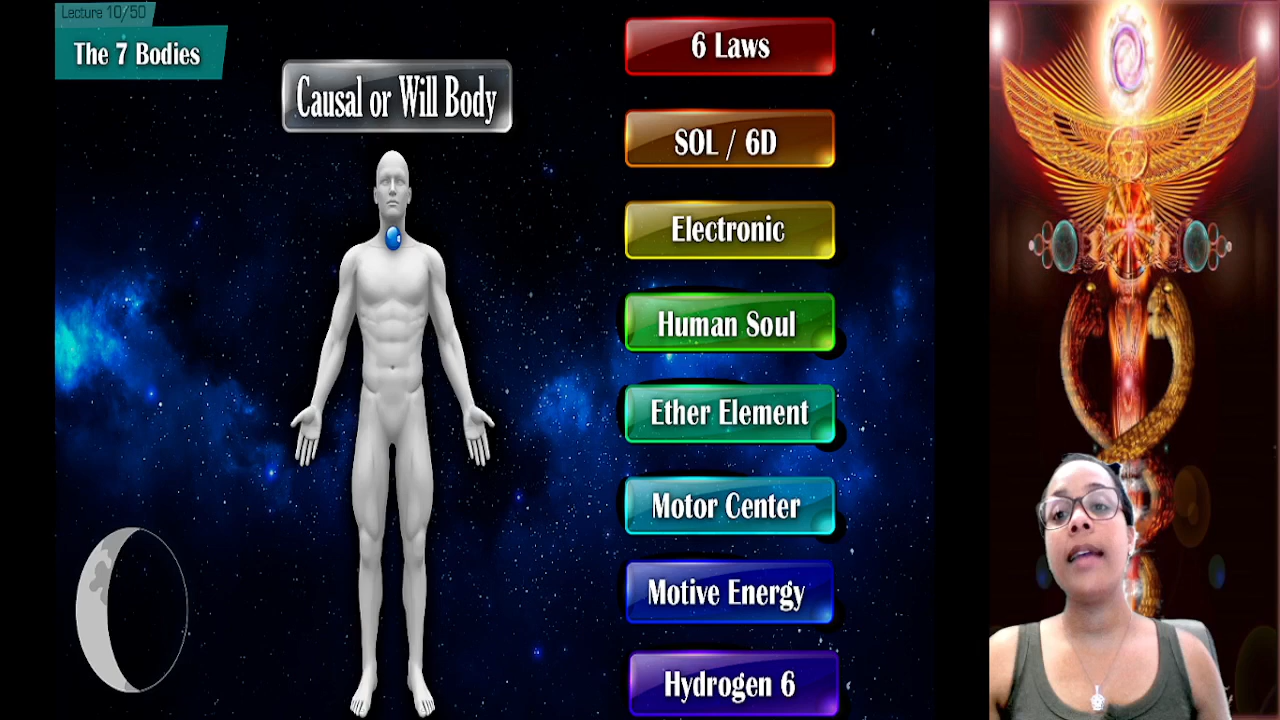 Lecture 10/50
The 7 Bodies
Causal or Will Body
6 Laws
SOL / 6D
Electronic
Human Soul
Ether Element
Motor Center
Motive Energy
Hydrogen 6